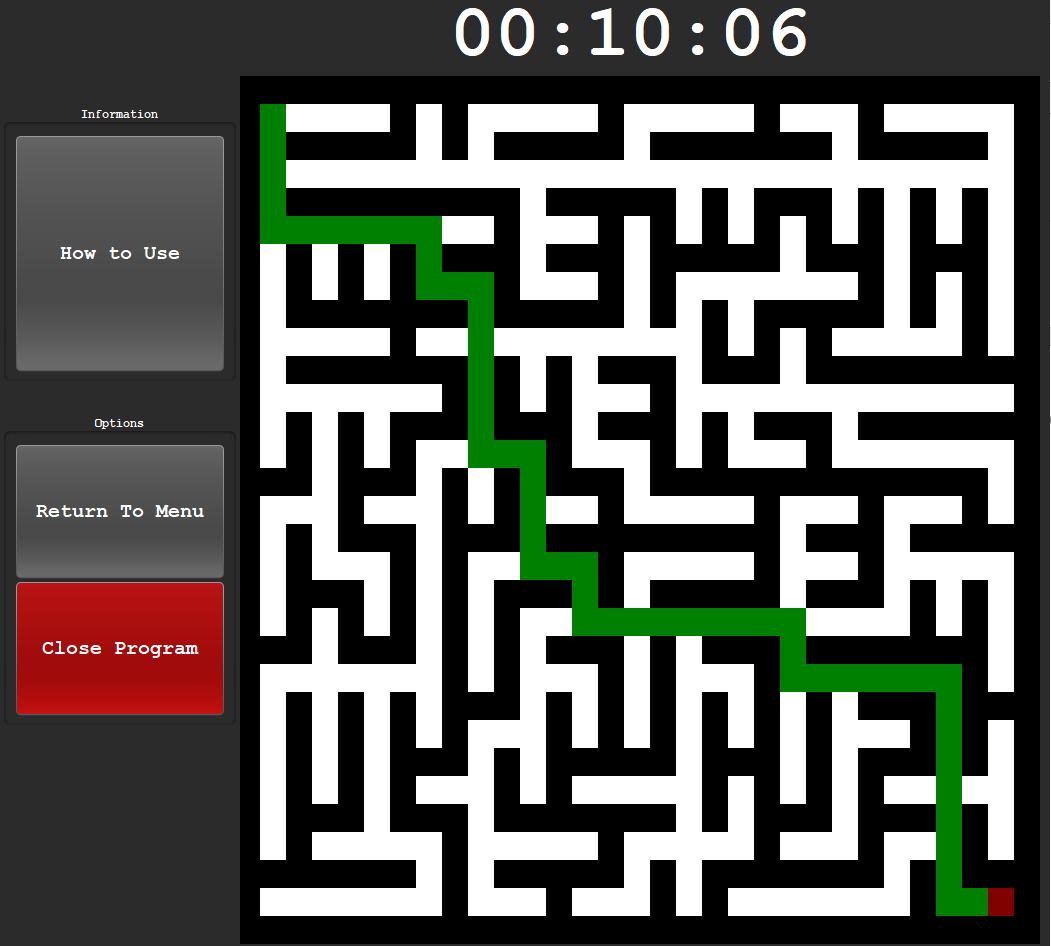 00:10:06
Information
How to Use
Options
Return To Menu
Close Program